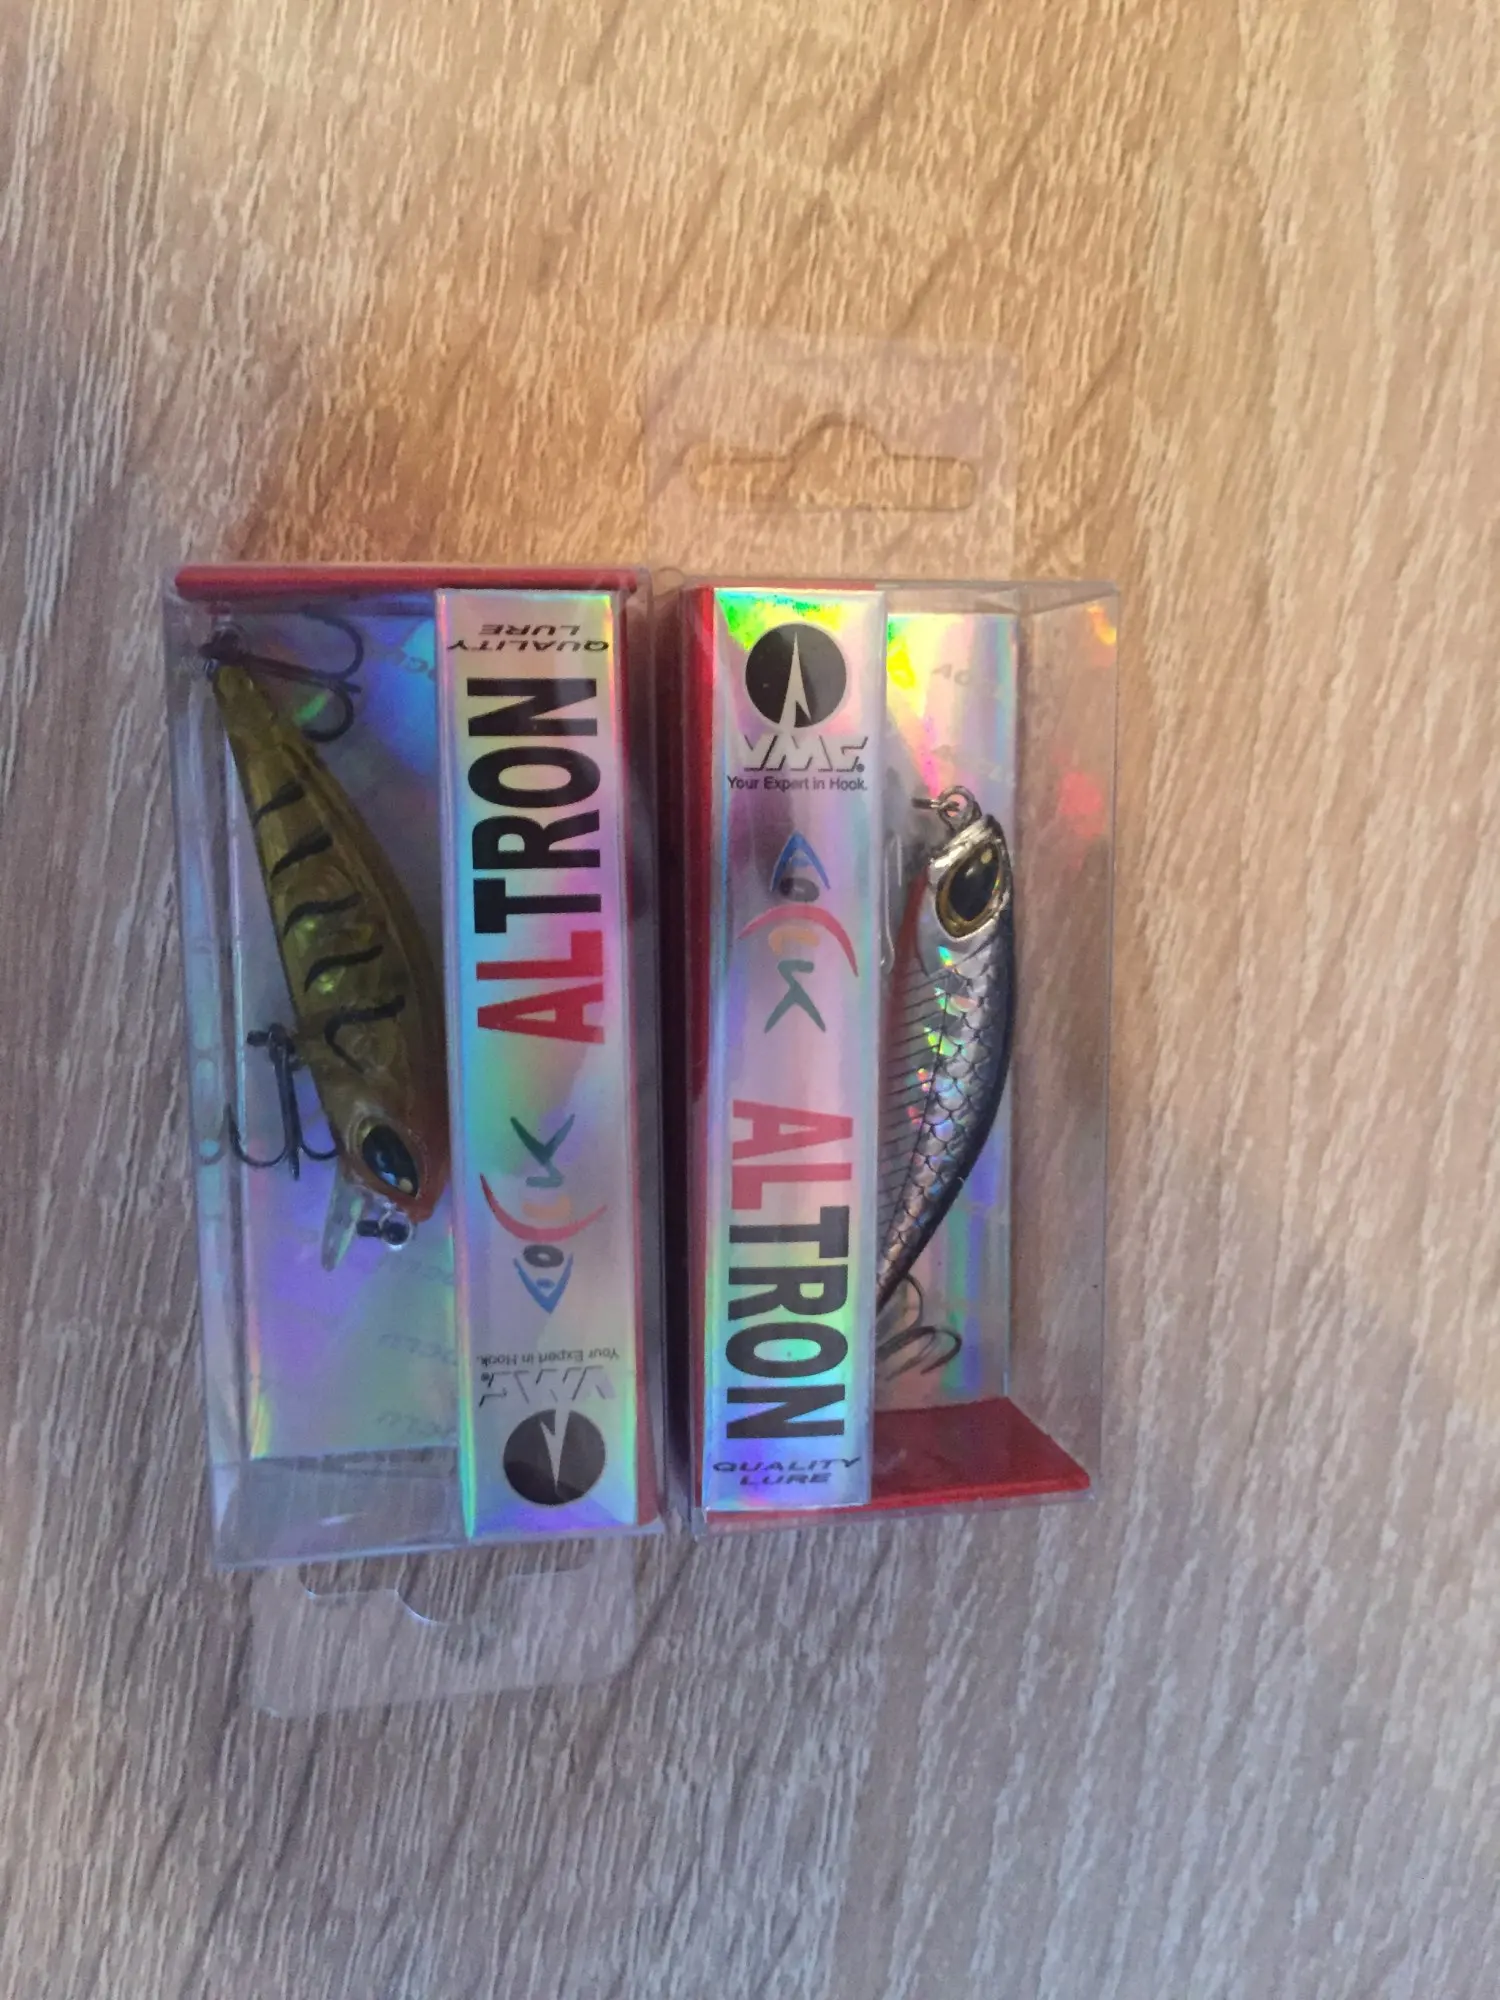 QUALITY
LURE
ALTRON
Your Expert in Hook.
VMC®
VMC®
Your Expert in Hook.
ALTRON
QUALITY
LURE